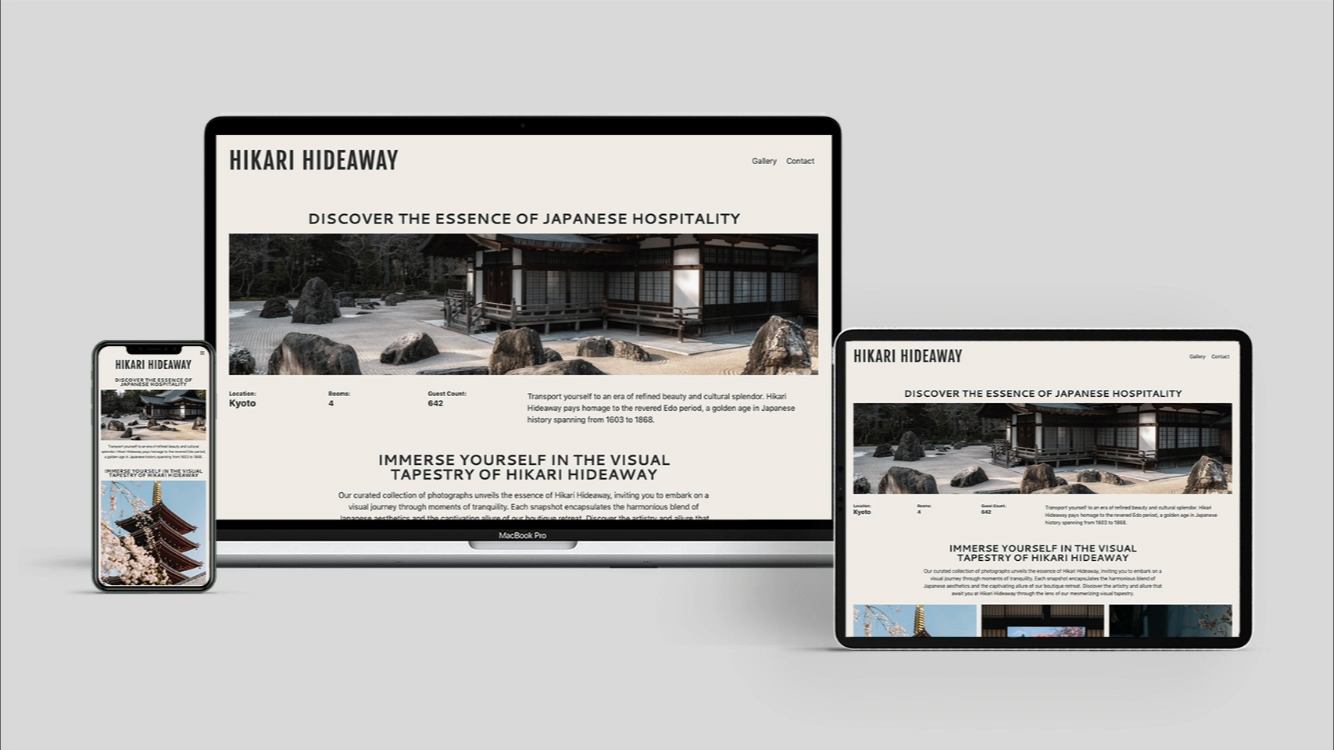 HIKARI HIDEAWAY
Gallery Contact
DISCOVER THE ESSENCE OF JAPANESE HOSPITALITY
Location: Rooms: Guest Count:
Kyoto 4 642
Transport yourself to an era of refined beauty and cultural splendor. Hikari
Hideaway pays homage to the revered Edo period, a golden age in Japanese
history spanning from 1603 to 1868.
IMMERSE YOURSELF IN THE VISUAL
TAPESTRY OF HIKARI HIDEAWAY
Our curated collection of photographs unveils the essence of Hikari Hideaway, inviting you to embark on a
visual journey through moments of tranquility. Each snapshot encapsulates the harmonious blend of
Japanese aesthetics and the captivating allure of our boutique retreat. Discover the artistry and allure that
MacBook Pro
HIKARI HIDEAWAY
DISCOVER THE ESSENCE OF
JAPANESE HOSPITALITY
Transport yourself to an era of refined beauty and cultural
splendor. Hikari Hideaway pays homage to the revered Edo period,
a golden age in Japanese history spanning from 1603 to 1868.
IMMERSE YOURSELF IN THE VISUAL
TAPESTRY OF HIKARI HIDEAWAY
HIKARI HIDEAWAY
Gallery Contact
DISCOVER THE ESSENCE OF JAPANESE HOSPITALITY
Location: Rooms: Guest Count:
Kyoto 4 642
Transport yourself to an era of refined beauty and cultural splendor. Hikari
Hideaway pays homage to the revered Edo period, a golden age in Japanese
history spanning from 1603 to 1868.
IMMERSE YOURSELF IN THE VISUAL
TAPESTRY OF HIKARI HIDEAWAY
Our curated collection of photographs unveils the essence of Hikari Hideaway, inviting you to embark on a
visual journey through moments of tranquility. Each snapshot encapsulates the harmonious blend of
Japanese aesthetics and the captivating allure of our boutique retreat. Discover the artistry and allure that
await you at Hikari Hideaway through the lens of our mesmerizing visual tapestry.